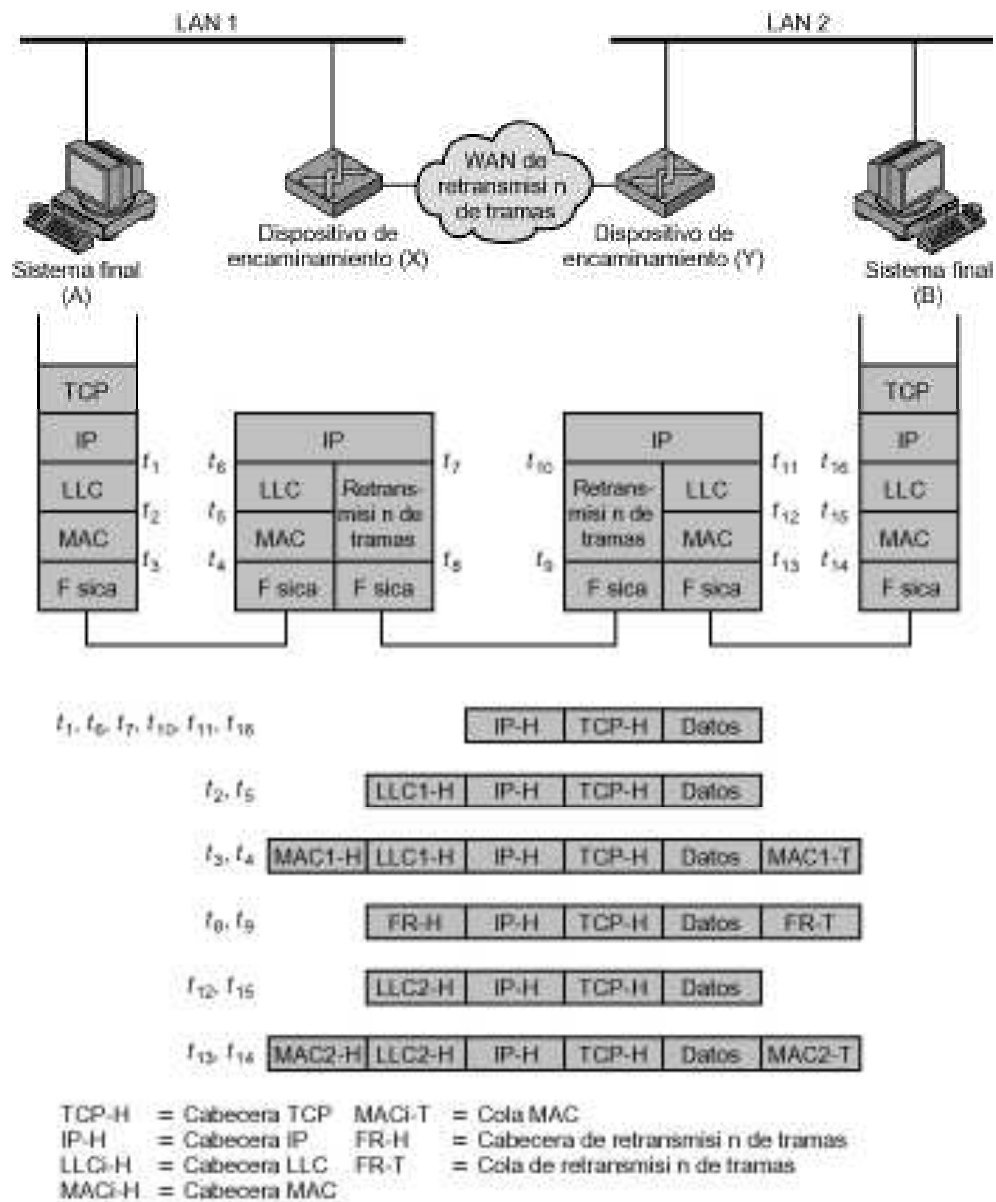 LAN 1
LAN 2
WAN de
retransmisi n
de tramas
Dispositivo de
encaminamiento (X)
Dispositivo de
encaminamiento (Y)
Sistema final
(A)
Sistema final
(B)
TCP
IP
LLC
MAC
F sica
t1
t2
t3
IP
LLC
MAC
F sica
Retrans-
misi n de
tramas
F sica
t6
t5
t4
t7
t8
IP
Retrans-
misi n de
tramas
F sica
LLC
MAC
F sica
t10
t9
t11
t12
t13
TCP
IP
LLC
MAC
F sica
t16
t15
t14
t1, t6, t7, t10, t11, t16 IP-H TCP-H Datos
t2, t5 LLC1-H IP-H TCP-H Datos
t3, t4 MAC1-H LLC1-H IP-H TCP-H Datos MAC1-T
t8, t9 FR-H IP-H TCP-H Datos FR-T
t12, t15 LLC2-H IP-H TCP-H Datos
t13, t14 MAC2-H LLC2-H IP-H TCP-H Datos MAC2-T
TCP-H = Cabecera TCP MACi-T = Cola MAC
IP-H = Cabecera IP FR-H = Cabecera de retransmisi n de tramas
LLCi-H = Cabecera LLC FR-T = Cola de retransmisi n de tramas
MACi-H = Cabecera MAC